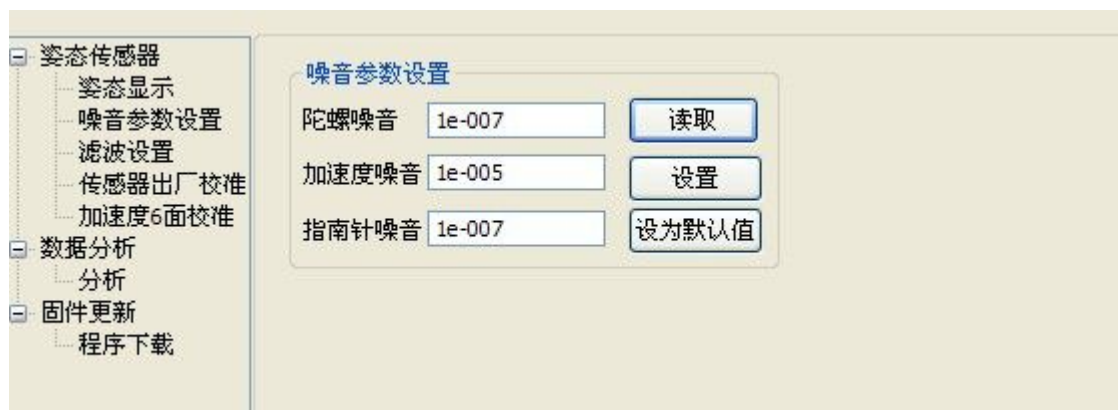 姿态传感器
姿态显示
噪音参数设置
滤波设置
传感器出厂校准
加速度6面校准
数据分析
分析
固件更新
程序下载
噪音参数设置
陀螺噪音 1e-007 读取
加速度噪音 1e-005 设置
指南针噪音 1e-007 设为默认值